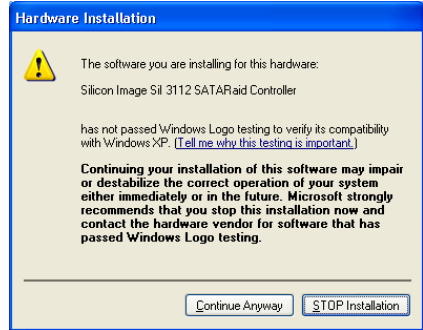 Hardware Installation
The software you are installing for this hardware:
Silicon Image Sil 3112 SATARaid Controller
has not passed Windows Logo testing to verify its compatibility
with Windows XP. (Tell me why this testing is important.)
Continuing your installation of this software may impair
or destabilize the correct operation of your system
either immediately or in the future. Microsoft strongly
recommends that you stop this installation now and
contact the hardware vendor for software that has
passed Windows Logo testing.
Continue Anyway
STOP Installation